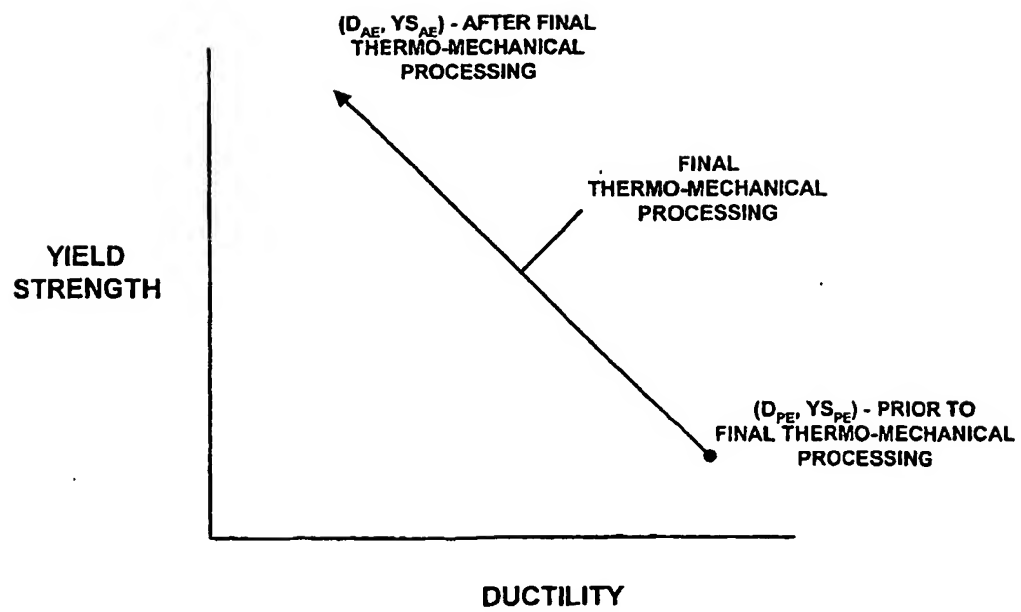 (D_AE, YS_AE) - AFTER FINAL
THERMO-MECHANICAL
PROCESSING
FINAL
THERMO-MECHANICAL
PROCESSING
YIELD
STRENGTH
(D_PE, YS_PE) - PRIOR TO
FINAL THERMO-MECHANICAL
PROCESSING
DUCTILITY